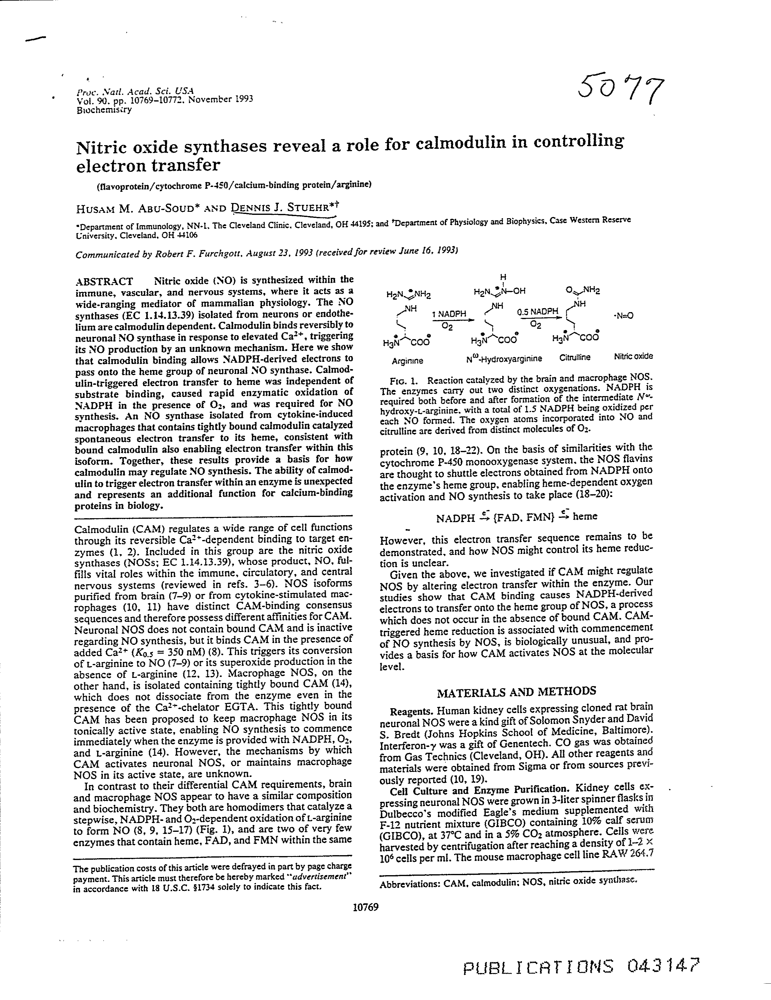 5077
Proc. Natl. Acad. Sci. USA
Vol. 90, pp. 10769-10772, November 1993
Biochemistry
Nitric oxide synthases reveal a role for calmodulin in controlling
electron transfer
(flavoprotein/cytochrome P-450/calcium-binding protein/arginine)
HUSAM M. ABU-SOUD* AND DENNIS J. STUEHR*†
*Department of Immunology, NN-1, The Cleveland Clinic, Cleveland, OH 44195; and †Department of Physiology and Biophysics, Case Western Reserve
University, Cleveland, OH 44106
Communicated by Robert F. Furchgott, August 23, 1993 (received for review June 16, 1993)
ABSTRACT Nitric oxide (NO) is synthesized within the
immune, vascular, and nervous systems, where it acts as a
wide-ranging mediator of mammalian physiology. The NO
synthases (EC 1.14.13.39) isolated from neurons or endothe-
lium are calmodulin dependent. Calmodulin binds reversibly to
neuronal NO synthase in response to elevated Ca²⁺, triggering
its NO production by an unknown mechanism. Here we show
that calmodulin binding allows NADPH-derived electrons to
pass onto the heme group of neuronal NO synthase. Calmod-
ulin-triggered electron transfer to heme was independent of
substrate binding, caused rapid enzymatic oxidation of
NADPH in the presence of O₂, and was required for NO
synthesis. An NO synthase isolated from cytokine-induced
macrophages that contains tightly bound calmodulin catalyzed
spontaneous electron transfer to its heme, consistent with
bound calmodulin also enabling electron transfer within this
isoform. Together, these results provide a basis for how
calmodulin may regulate NO synthesis. The ability of calmod-
ulin to trigger electron transfer within an enzyme is unexpected
and represents an additional function for calcium-binding
proteins in biology.
Calmodulin (CAM) regulates a wide range of cell functions
through its reversible Ca²⁺-dependent binding to target en-
zymes (1, 2). Included in this group are the nitric oxide
synthases (NOSs; EC 1.14.13.39), whose product, NO, ful-
fills vital roles within the immune, circulatory, and central
nervous systems (reviewed in refs. 3-6). NOS isoforms
purified from brain (7-9) or from cytokine-stimulated mac-
rophages (10, 11) have distinct CAM-binding consensus
sequences and therefore possess different affinities for CAM.
Neuronal NOS does not contain bound CAM and is inactive
regarding NO synthesis, but it binds CAM in the presence of
added Ca²⁺ (K₀.₅ = 350 nM) (8). This triggers its conversion
of L-arginine to NO (7-9) or its superoxide production in the
absence of L-arginine (12, 13). Macrophage NOS, on the
other hand, is isolated containing tightly bound CAM (14),
which does not dissociate from the enzyme even in the
presence of the Ca²⁺-chelator EGTA. This tightly bound
CAM has been proposed to keep macrophage NOS in its
tonically active state, enabling NO synthesis to commence
immediately when the enzyme is provided with NADPH, O₂,
and L-arginine (14). However, the mechanisms by which
CAM activates neuronal NOS, or maintains macrophage
NOS in its active state, are unknown.
In contrast to their differential CAM requirements, brain
and macrophage NOS appear to have a similar composition
and biochemistry. They both are homodimers that catalyze a
stepwise, NADPH- and O₂-dependent oxidation of L-arginine
to form NO (8, 9, 15-17) (Fig. 1), and are two of very few
enzymes that contain heme, FAD, and FMN within the same
The publication costs of this article were defrayed in part by page charge
payment. This article must therefore be hereby marked "advertisement"
in accordance with 18 U.S.C. §1734 solely to indicate this fact.
H
H₂N NH₂ H₂N N—OH O NH₂
NH NH NH
1 NADPH 0.5 NADPH ·N=O
O₂ O₂
H₃N COO H₃N COO H₃N COO
Arginine Nω-Hydroxyarginine Citrulline Nitric oxide
FIG. 1. Reaction catalyzed by the brain and macrophage NOS.
The enzymes carry out two distinct oxygenations. NADPH is
required both before and after formation of the intermediate Nω-
hydroxy-L-arginine, with a total of 1.5 NADPH being oxidized per
each NO formed. The oxygen atoms incorporated into NO and
citrulline are derived from distinct molecules of O₂.
protein (9, 10, 18-22). On the basis of similarities with the
cytochrome P-450 monooxygenase system, the NOS flavins
are thought to shuttle electrons obtained from NADPH onto
the enzyme's heme group, enabling heme-dependent oxygen
activation and NO synthesis to take place (18-20):
NADPH e⁻→ {FAD, FMN} e⁻→ heme
However, this electron transfer sequence remains to be
demonstrated, and how NOS might control its heme reduc-
tion is unclear.
Given the above, we investigated if CAM might regulate
NOS by altering electron transfer within the enzyme. Our
studies show that CAM binding causes NADPH-derived
electrons to transfer onto the heme group of NOS, a process
which does not occur in the absence of bound CAM. CAM-
triggered heme reduction is associated with commencement
of NO synthesis by NOS, is biologically unusual, and pro-
vides a basis for how CAM activates NOS at the molecular
level.
MATERIALS AND METHODS
Reagents. Human kidney cells expressing cloned rat brain
neuronal NOS were a kind gift of Solomon Snyder and David
S. Bredt (Johns Hopkins School of Medicine, Baltimore).
Interferon-γ was a gift of Genentech. CO gas was obtained
from Gas Technics (Cleveland, OH). All other reagents and
materials were obtained from Sigma or from sources previ-
ously reported (10, 19).
Cell Culture and Enzyme Purification. Kidney cells ex-
pressing neuronal NOS were grown in 3-liter spinner flasks in
Dulbecco's modified Eagle's medium supplemented with
F-12 nutrient mixture (GIBCO) containing 10% calf serum
(GIBCO), at 37°C and in a 5% CO₂ atmosphere. Cells were
harvested by centrifugation after reaching a density of 1-2 ×
10⁶ cells per ml. The mouse macrophage cell line RAW 264.7
Abbreviations: CAM, calmodulin; NOS, nitric oxide synthase.
10769
PUBLICATIONS 043147